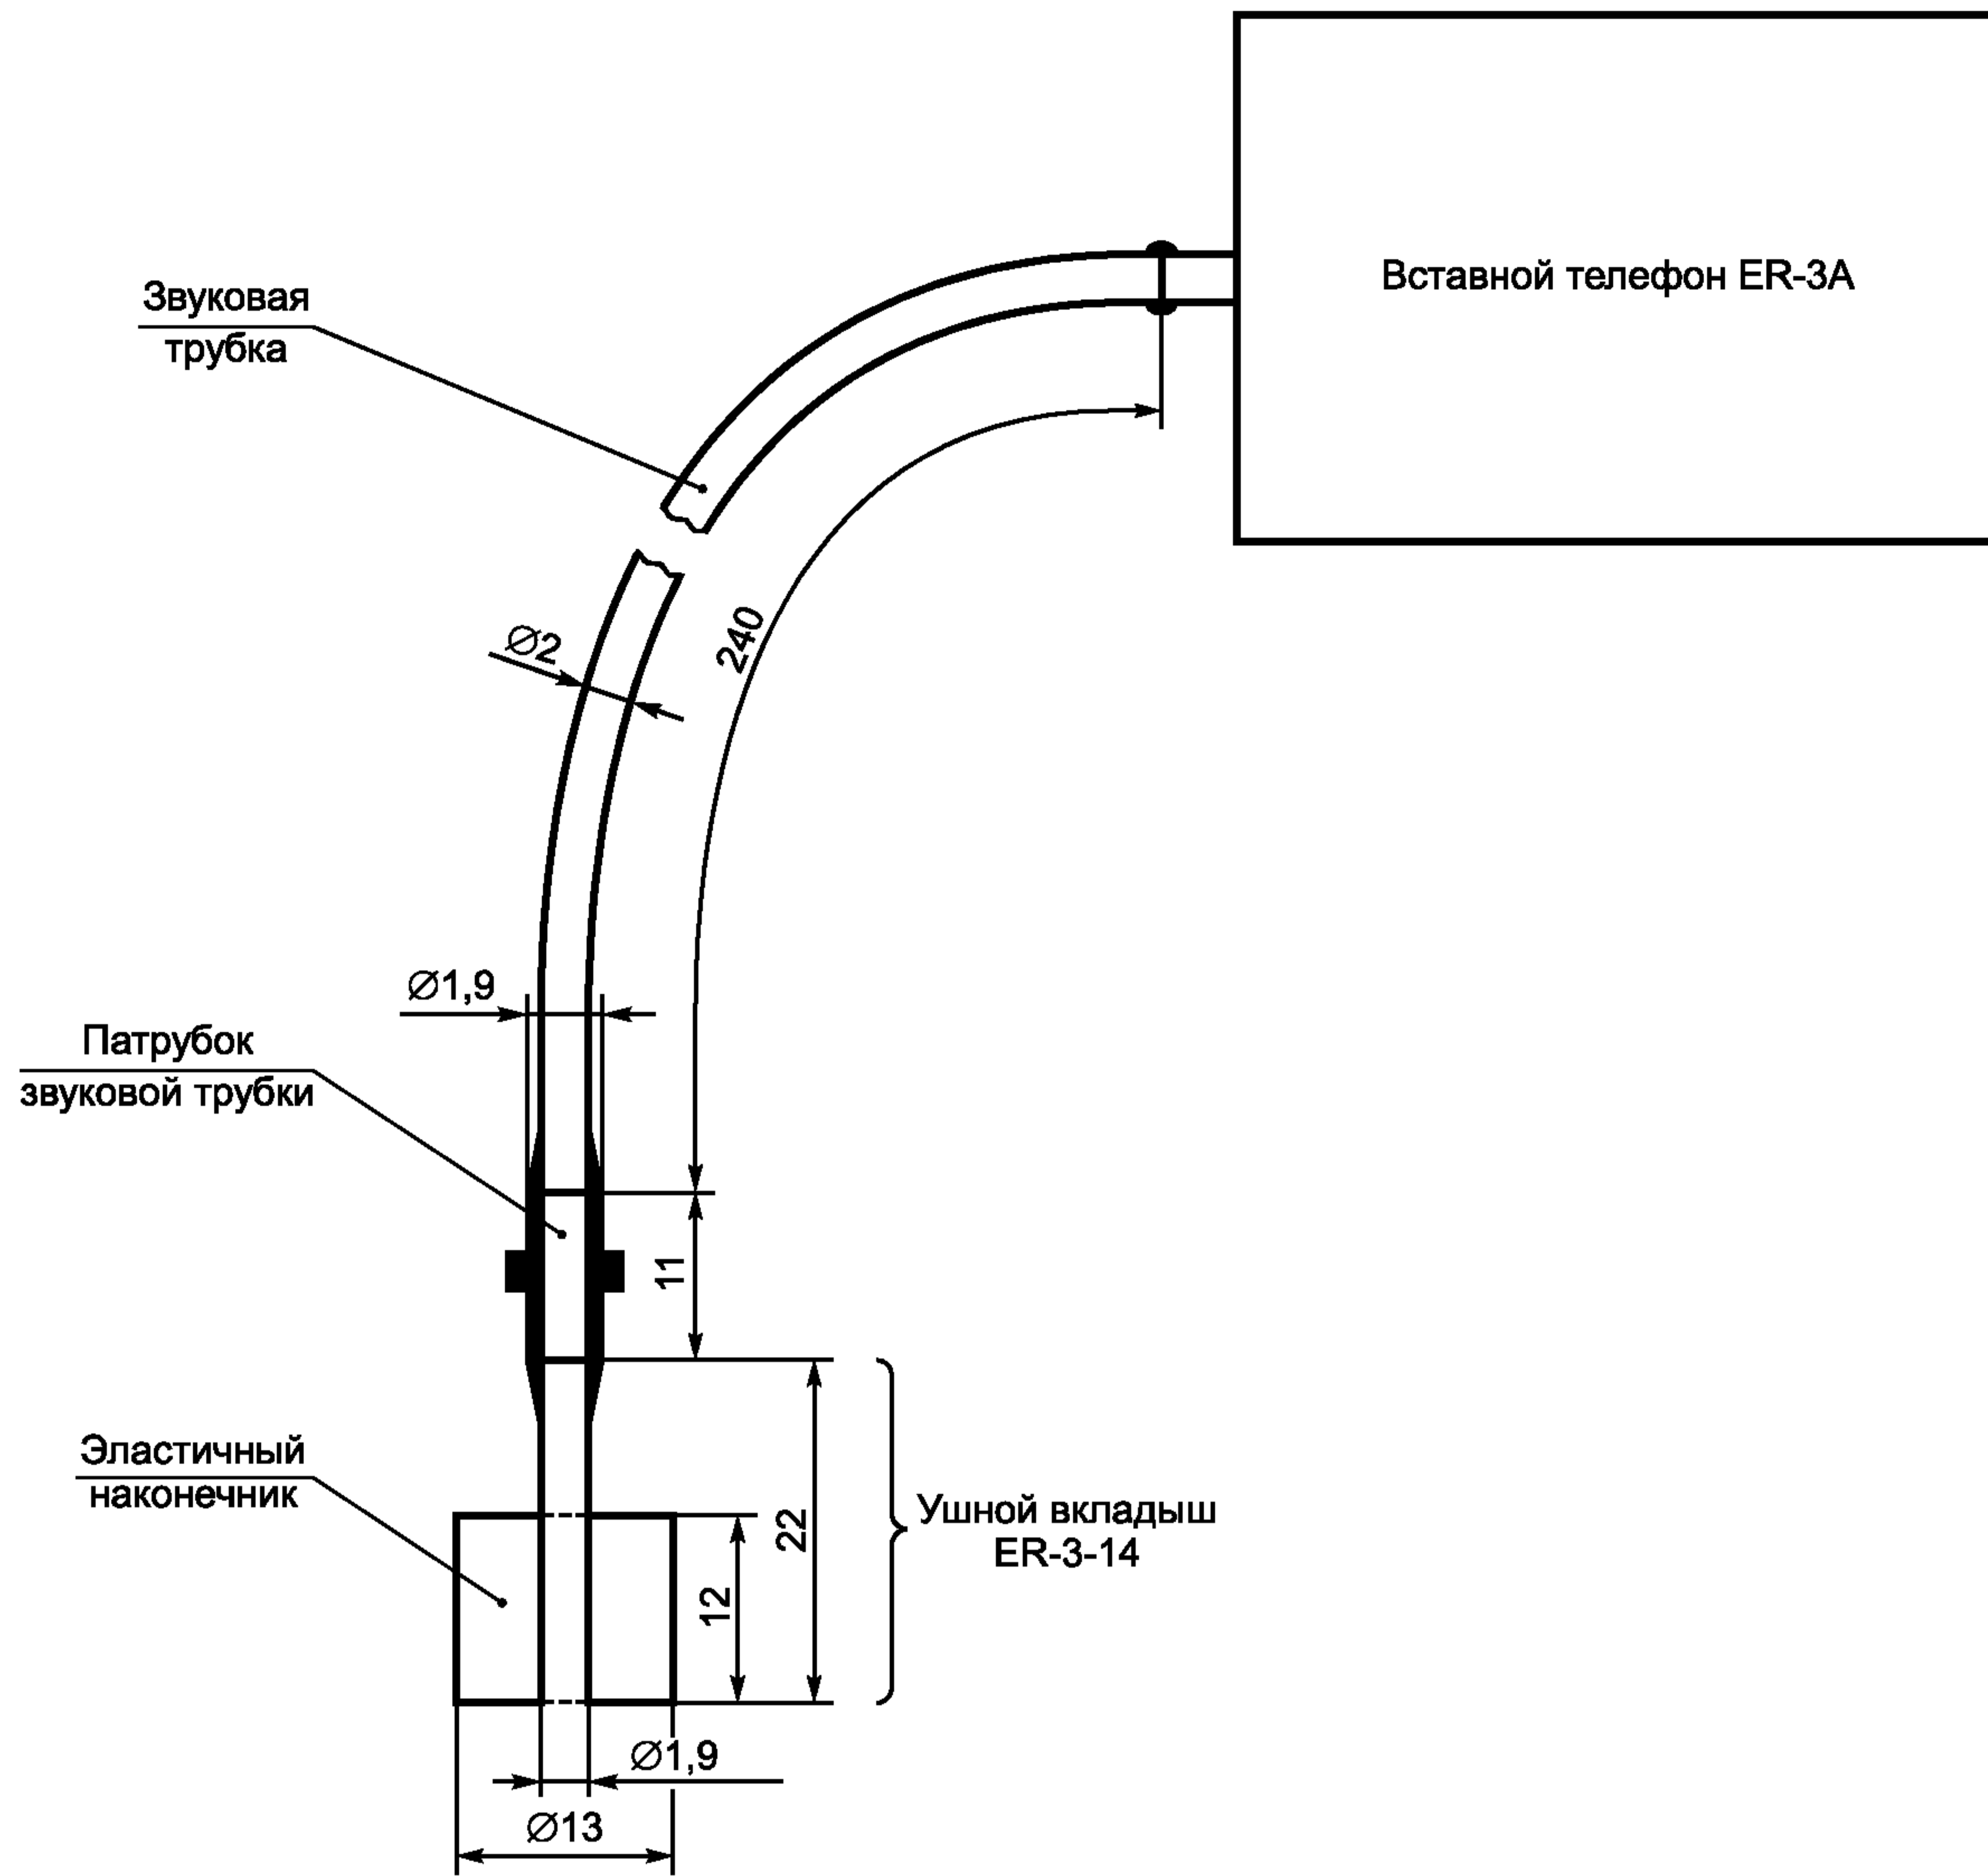 Вставной телефон ER-3A
Звуковая
трубка
∅2
240
∅1,9
Патрубок
звуковой трубки
11
Эластичный
наконечник
22
12
Ушной вкладыш
ER-3-14
∅1,9
∅13